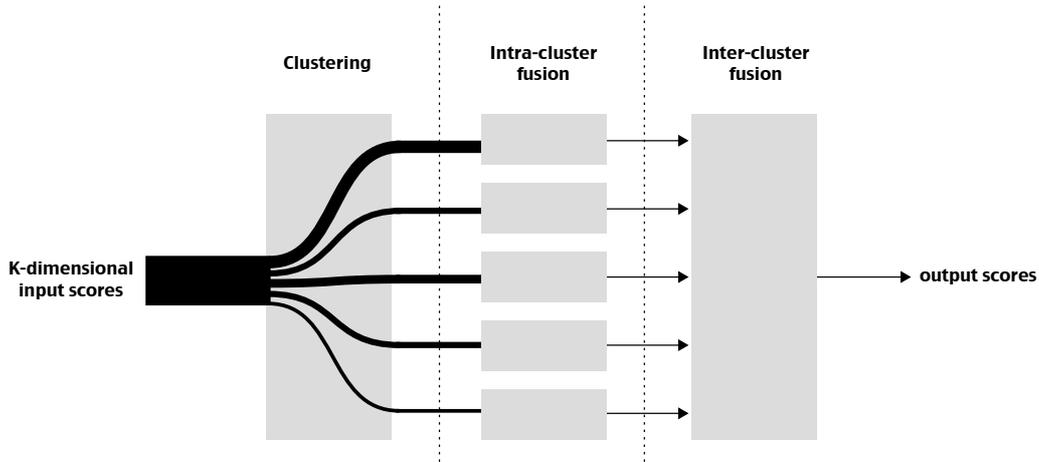 Clustering
Intra-cluster
fusion
Inter-cluster
fusion
K-dimensional
input scores
output scores